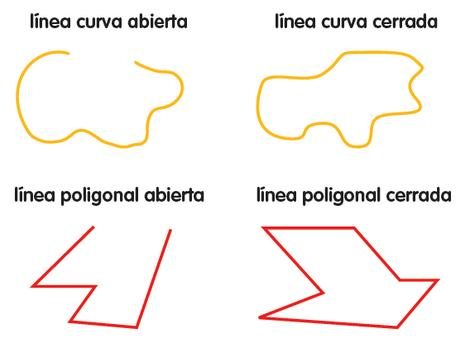 línea curva abierta
línea curva cerrada
línea poligonal abierta
línea poligonal cerrada